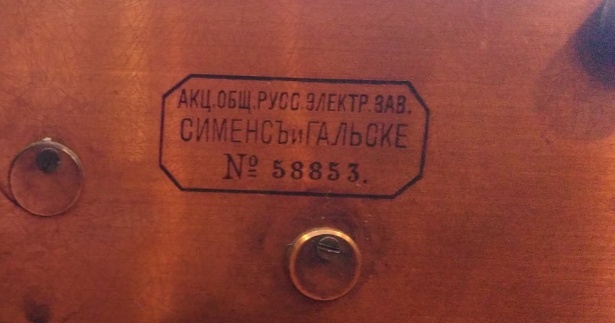 АКЦ.ОБЩ.РУСС.ЭЛЕКТР.ЗАВ.
СИМЕНСЪиГАЛЬСКЕ
№ 58853.